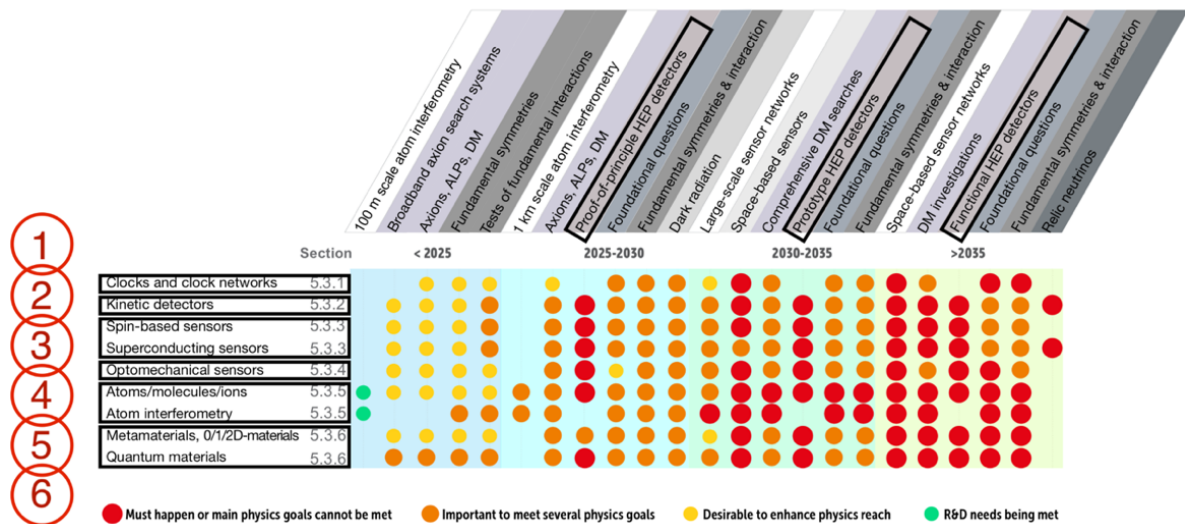 100 m scale atom interferometry
Broadband axion search systems
Axions, ALPs, DM
Fundamental symmetries
Tests of fundamental interactions
1 km scale atom interferometry
Axions, ALPs, DM
Proof-of-principle HEP detectors
Foundational questions
Fundamental symmetries & interaction
Dark radiation
Large-scale sensor networks
Space-based sensors
Comprehensive DM searches
Prototype HEP detectors
Foundational questions
Fundamental symmetries & interaction
Space-based sensor networks
DM investigations
Functional HEP detectors
Foundational questions
Fundamental symmetries & interaction
Relic neutrinos
Section < 2025 2025-2030 2030-2035 >2035
1
Clocks and clock networks 5.3.1
2
Kinetic detectors 5.3.2
Spin-based sensors 5.3.3
3
Superconducting sensors 5.3.3
Optomechanical sensors 5.3.4
4
Atoms/molecules/ions 5.3.5
Atom interferometry 5.3.5
5
Metamaterials, 0/1/2D-materials 5.3.6
Quantum materials 5.3.6
6
Must happen or main physics goals cannot be met Important to meet several physics goals Desirable to enhance physics reach R&D needs being met